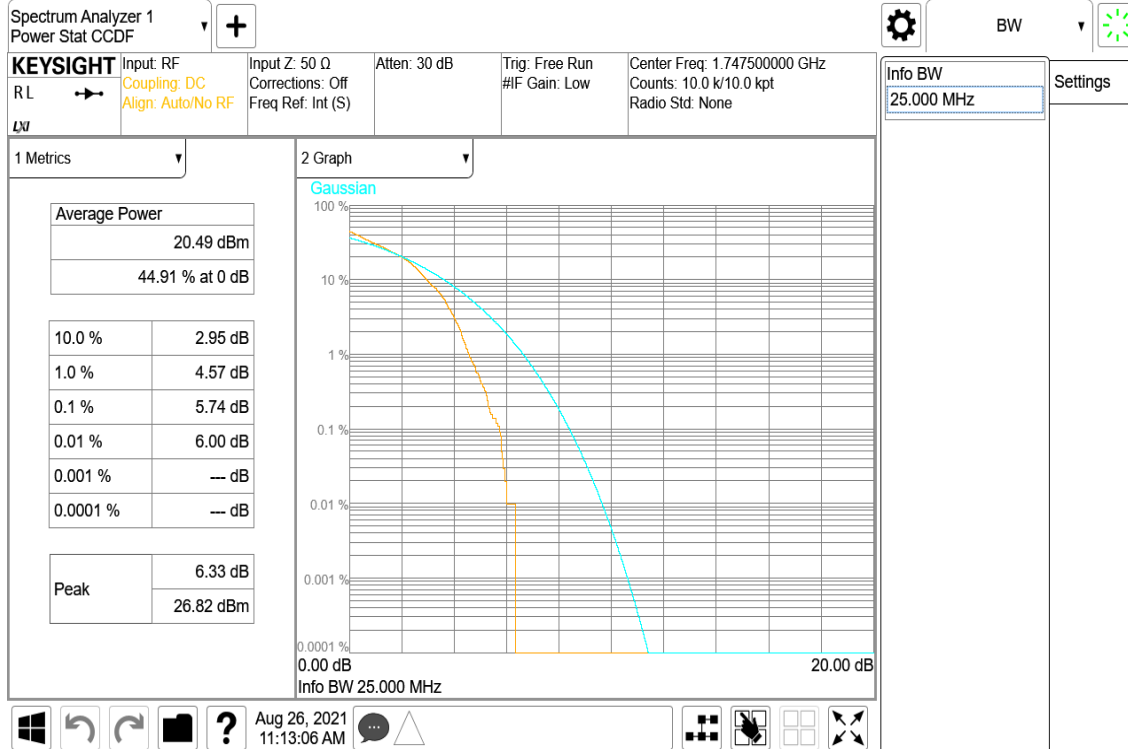 Spectrum Analyzer 1
Power Stat CCDF
+
BW
KEYSIGHT
RL
LXI
Input: RF
Coupling: DC
Align: Auto/No RF
Input Z: 50 Ω
Corrections: Off
Freq Ref: Int (S)
Atten: 30 dB
Trig: Free Run
#IF Gain: Low
Center Freq: 1.747500000 GHz
Counts: 10.0 k/10.0 kpt
Radio Std: None
Info BW
25.000 MHz
Settings
1 Metrics
Average Power
20.49 dBm
44.91 % at 0 dB
10.0 % 2.95 dB
1.0 % 4.57 dB
0.1 % 5.74 dB
0.01 % 6.00 dB
0.001 % --- dB
0.0001 % --- dB
Peak 6.33 dB
26.82 dBm
2 Graph
Gaussian
100 %
10 %
1 %
0.1 %
0.01 %
0.001 %
0.0001 %
0.00 dB 20.00 dB
Info BW 25.000 MHz
?
Aug 26, 2021
11:13:06 AM